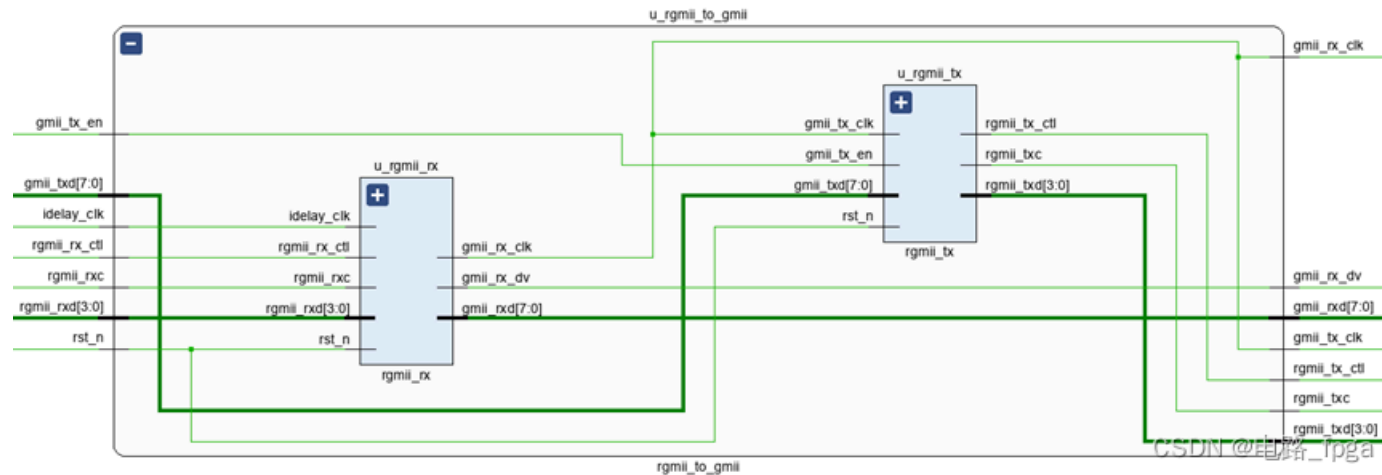 u_rgmii_to_gmii
gmii_rx_clk
u_rgmii_tx
gmii_tx_en
gmii_tx_clk
rgmii_tx_ctl
gmii_tx_en
rgmii_txc
u_rgmii_rx
gmii_txd[7:0]
gmii_txd[7:0]
rgmii_txd[3:0]
idelay_clk
idelay_clk
rst_n
rgmii_rx_ctl
rgmii_rx_ctl
gmii_rx_clk
rgmii_tx
rgmii_rxc
rgmii_rxc
gmii_rx_dv
gmii_rx_dv
rgmii_rxd[3:0]
rgmii_rxd[3:0]
gmii_rxd[7:0]
gmii_rxd[7:0]
rst_n
rst_n
gmii_tx_clk
rgmii_rx
rgmii_tx_ctl
rgmii_txc
rgmii_txd[3:0]
CSDN @电路_fpga
rgmii_to_gmii